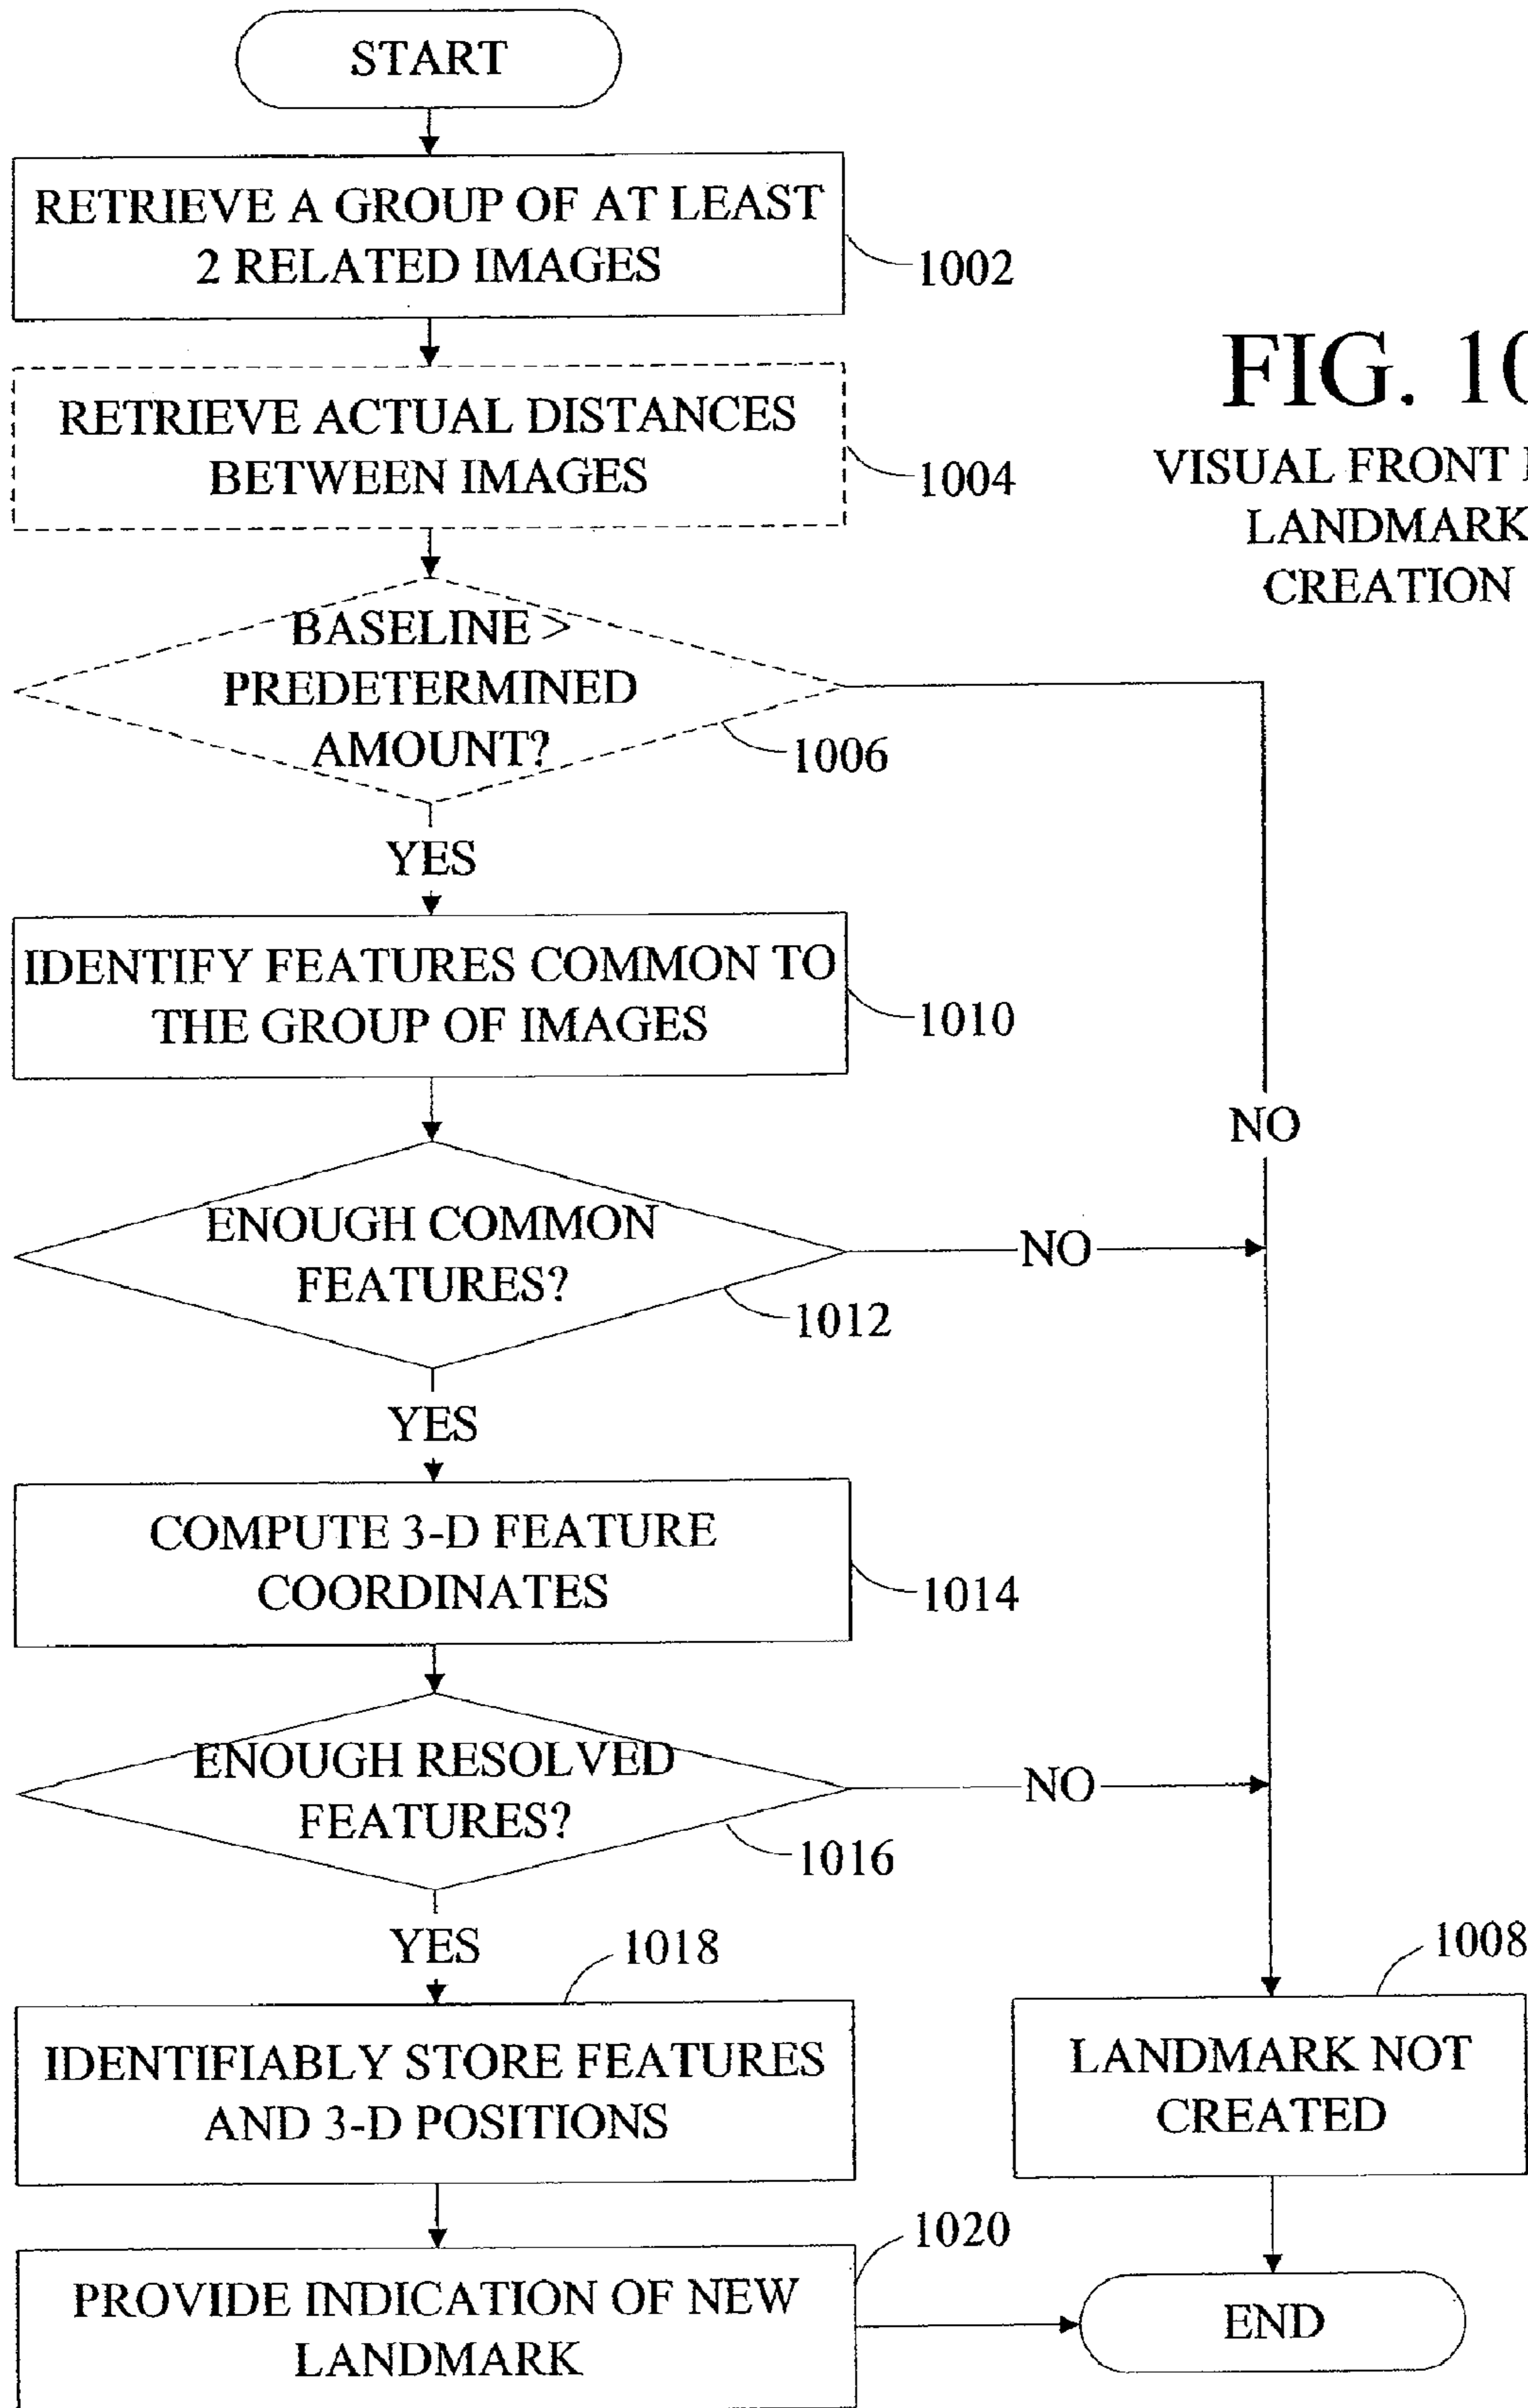 START
RETRIEVE A GROUP OF AT LEAST
2 RELATED IMAGES
1002
RETRIEVE ACTUAL DISTANCES
BETWEEN IMAGES
1004
FIG. 10
VISUAL FRONT
LANDMARK
CREATION
BASELINE >
PREDETERMINED
AMOUNT?
1006
YES
IDENTIFY FEATURES COMMON TO
THE GROUP OF IMAGES
1010
NO
ENOUGH COMMON
FEATURES?
NO
1012
YES
COMPUTE 3-D FEATURE
COORDINATES
1014
ENOUGH RESOLVED
FEATURES?
NO
1016
YES
1018
1008
IDENTIFIABLY STORE FEATURES
AND 3-D POSITIONS
LANDMARK NOT
CREATED
1020
PROVIDE INDICATION OF NEW
LANDMARK
END